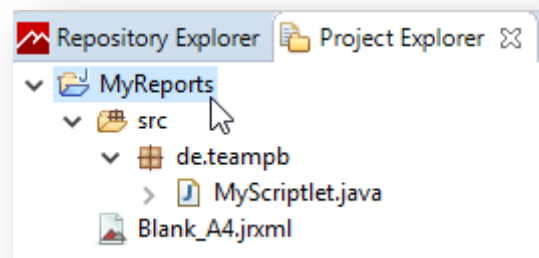 Repository Explorer Project Explorer
MyReports
src
de.teampb
MyScriptlet.java
Blank_A4.jrxml